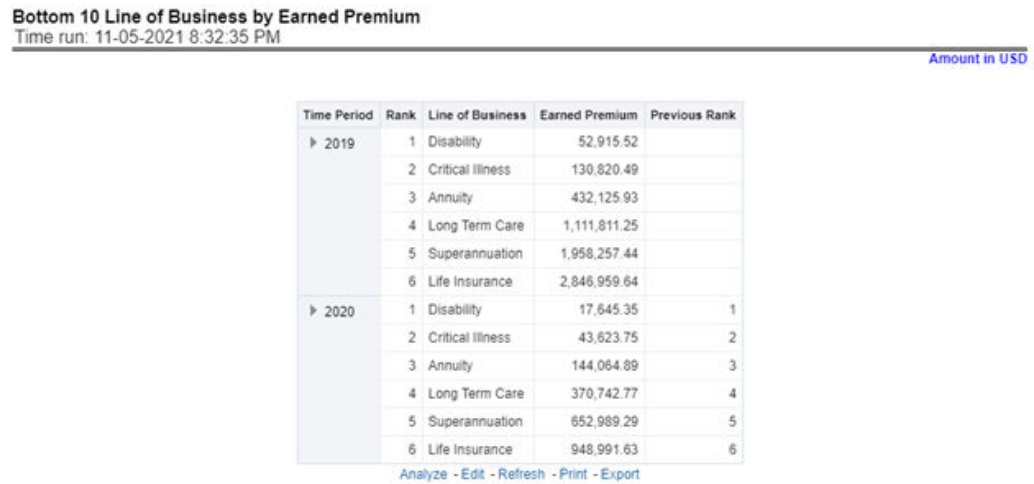 Bottom 10 Line of Business by Earned Premium
Time run: 11-05-2021 8:32:35 PM
Amount in USD
Time Period Rank Line of Business Earned Premium Previous Rank
2019 1 Disability 52,915.52
2 Critical Illness 130,820.49
3 Annuity 432,125.93
4 Long Term Care 1,111,811.25
5 Superannuation 1,958,257.44
6 Life Insurance 2,846,959.64
2020 1 Disability 17,645.35 1
2 Critical Illness 43,623.75 2
3 Annuity 144,064.89 3
4 Long Term Care 370,742.77 4
5 Superannuation 652,989.29 5
6 Life Insurance 948,991.63 6
Analyze - Edit - Refresh - Print - Export